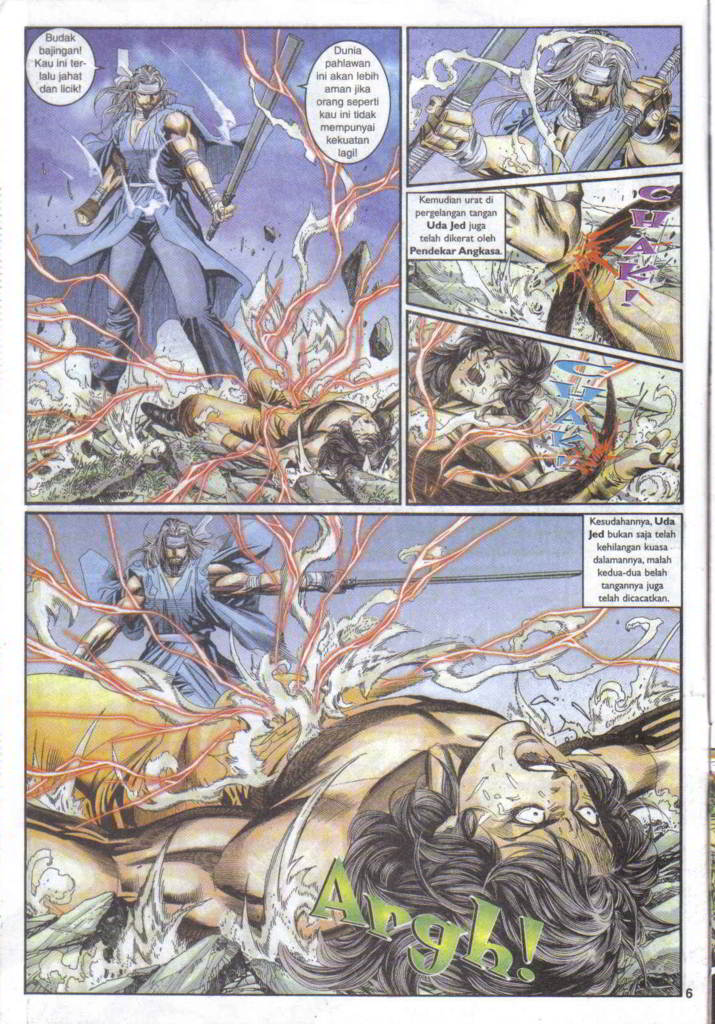 Budak
bajingan!
Kau ini ter-
lalu jahat
dan licik!
Dunia
pahlawan
ini akan lebih
aman jika
orang seperti
kau ini tidak
mempunyai
kekuatan
lagi!
Kemudian urat di
pergelangan tangan
Uda Jed juga
telah dikerat oleh
Pendekar Angkasa.
CHAK!
CHAK!
Kesudahannya, Uda
Jed bukan saja telah
kehilangan kuasa
dalamannya, malah
kedua-dua belah
tangannya juga
telah dicacatkan.
Argh!
6